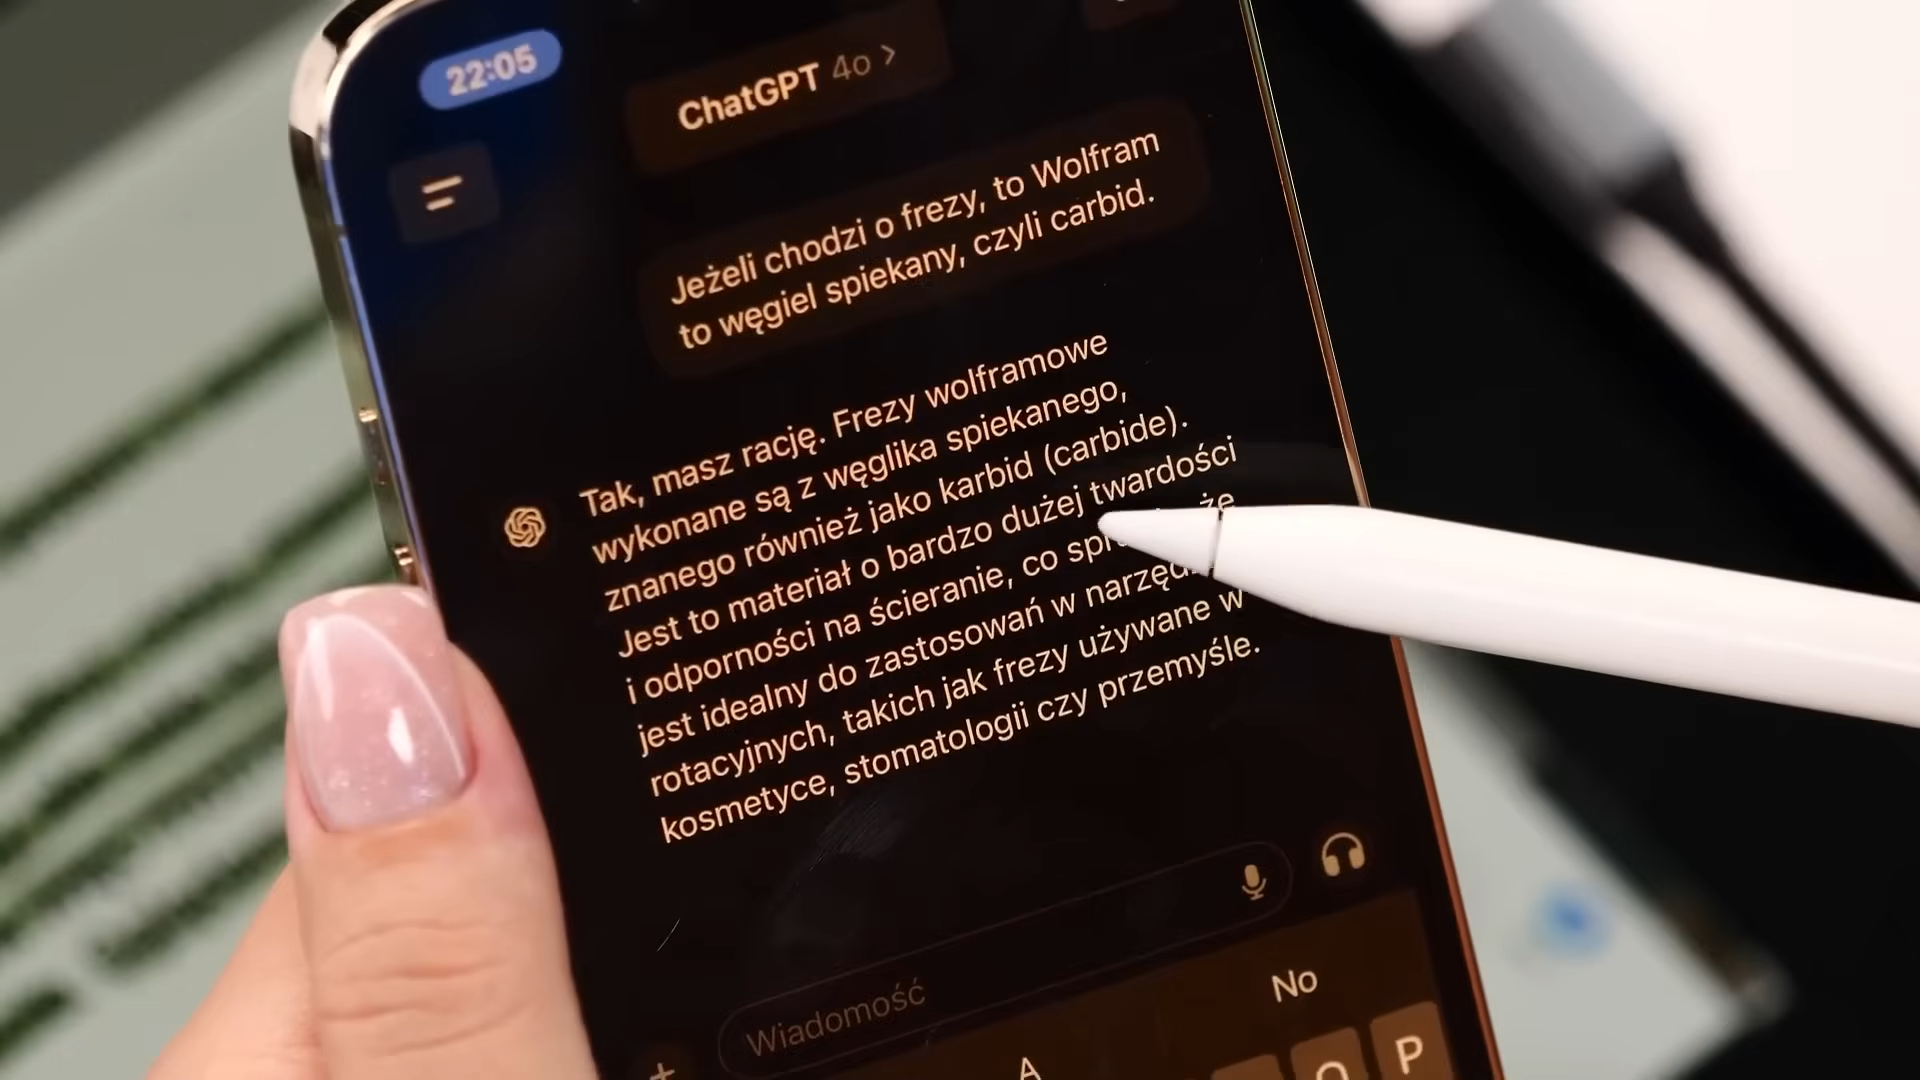 22:05
ChatGPT 4o >
Jeżeli chodzi o frezy, to Wolfram
to węgiel spiekany, czyli carbid.
Tak, masz rację. Frezy wolframowe
wykonane są z węglika spiekanego,
znanego również jako karbid (carbide).
Jest to materiał o bardzo dużej twardości
i odporności na ścieranie, co że
jest idealny do zastosowań w
rotacyjnych, takich jak frezy używane w
kosmetyce, stomatologii czy przemyśle.
Wiadomość
No
A
O P